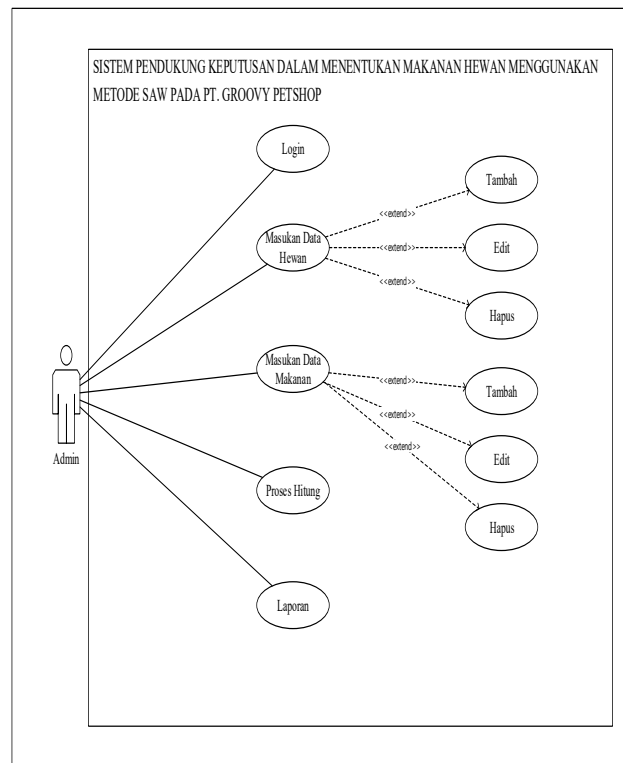 SISTEM PENDUKUNG KEPUTUSAN DALAM MENENTUKAN MAKANAN HEWAN MENGGUNAKAN
METODE SAW PADA PT. GROOVY PETSHOP
Login
Tambah
<<extend>>
Masukan Data
Hewan
<<extend>>
Edit
<<extend>>
Hapus
Masukan Data
Makanan
<<extend>>
Tambah
<<extend>>
Edit
<<extend>>
Hapus
Admin
Proses Hitung
Laporan